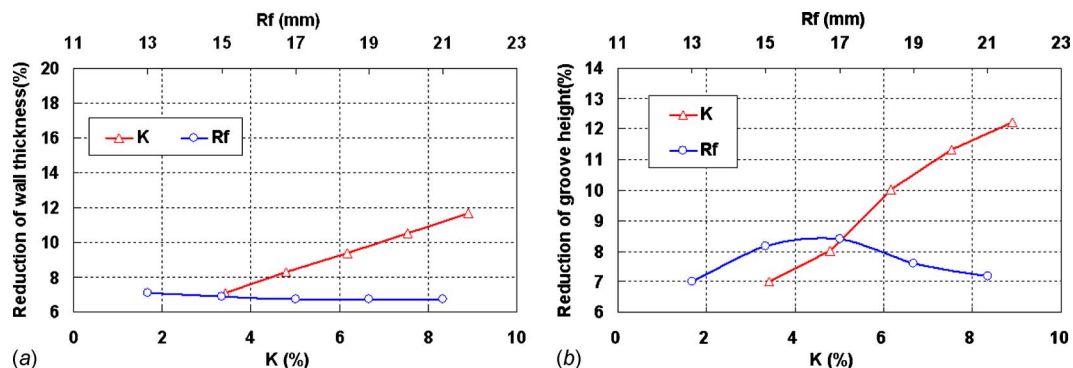 Rf (mm)
11 13 15 17 19 21 23
20
18
16
14
12
10
8
6
Reduction of wall thickness(%)
K Rf
0 2 4 6 8 10
K (%)
(a)
Rf (mm)
11 13 15 17 19 21 23
14
13
12
11
10
9
8
7
6
Reduction of groove height(%)
K
Rf
0 2 4 6 8 10
K (%)
(b)